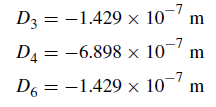 D₃ = −1.429 × 10⁻⁷ m
D₄ = −6.898 × 10⁻⁷ m
D₆ = −1.429 × 10⁻⁷ m